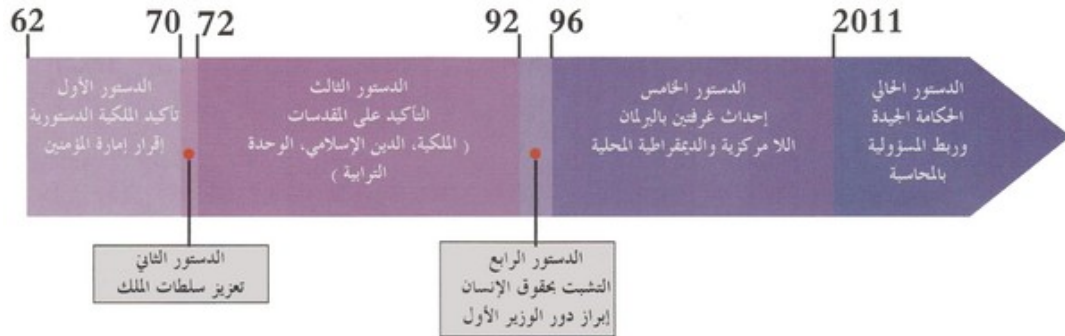 62
70
72
92
96
2011
الدستور الأول
تأكيد الملكية الدستورية
إقرار إمارة المؤمنين
الدستور الثالث
التأكيد على المقدسات
( الملكية، الدين الإسلامي، الوحدة
الترابية )
الدستور الخامس
إحداث غرفتين بالبرلمان
اللا مركزية والديمقراطية المحلية
الدستور الحالي
الحكامة الجيدة
وربط المسؤولية
بالمحاسبة
الدستور الثاني
تعزيز سلطات الملك
الدستور الرابع
التشبت بحقوق الإنسان
إبراز دور الوزير الأول